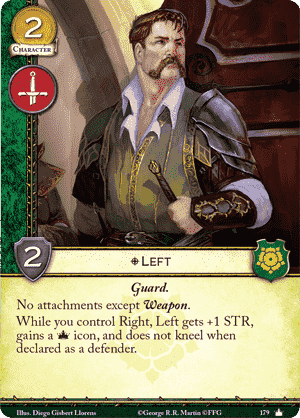 2
CHARACTER
2
LEFT
Guard.
No attachments except Weapon.
While you control Right, Left gets +1 STR,
gains a icon, and does not kneel when
declared as a defender.
Illus. Diego Gisbert Llorens ©George R.R. Martin ©FFG 179